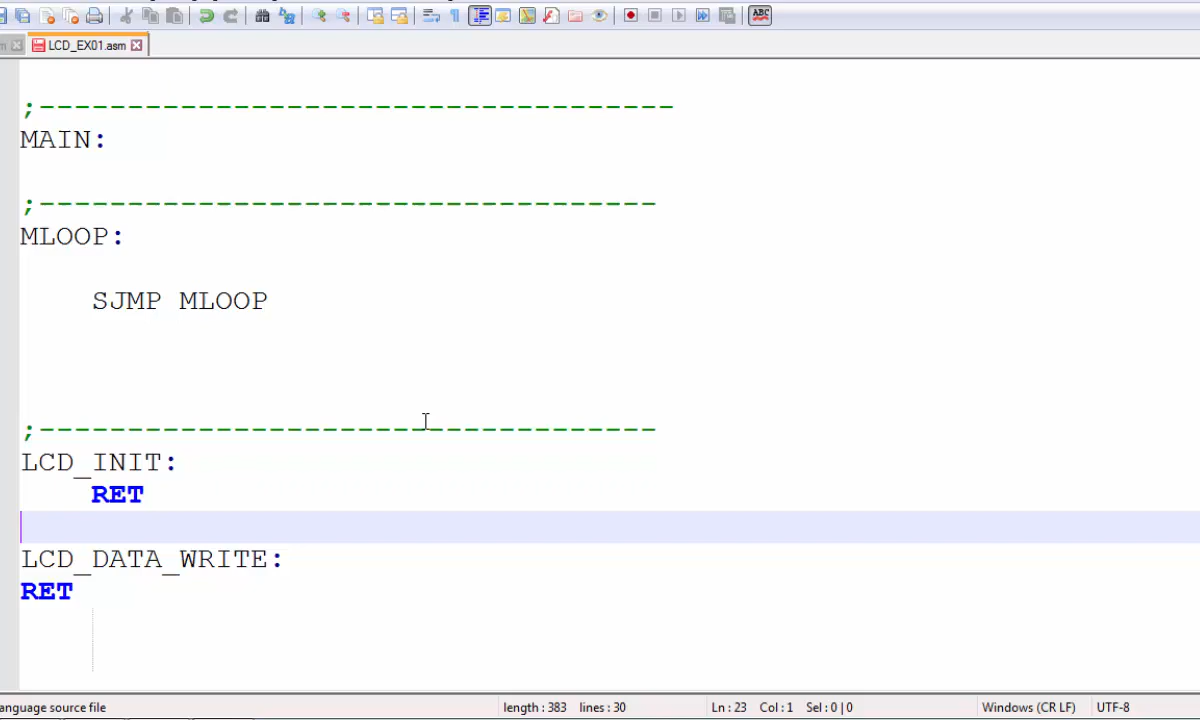 ABC
m
LCD_EX01.asm
;------------------------------------
MAIN:
;-----------------------------------
MLOOP:
SJMP MLOOP
;-----------------------------------
LCD_INIT:
RET
LCD_DATA_WRITE:
RET
anguage source file
length : 383 lines : 30
Ln : 23 Col : 1 Sel : 0 | 0
Windows (CR LF)
UTF-8